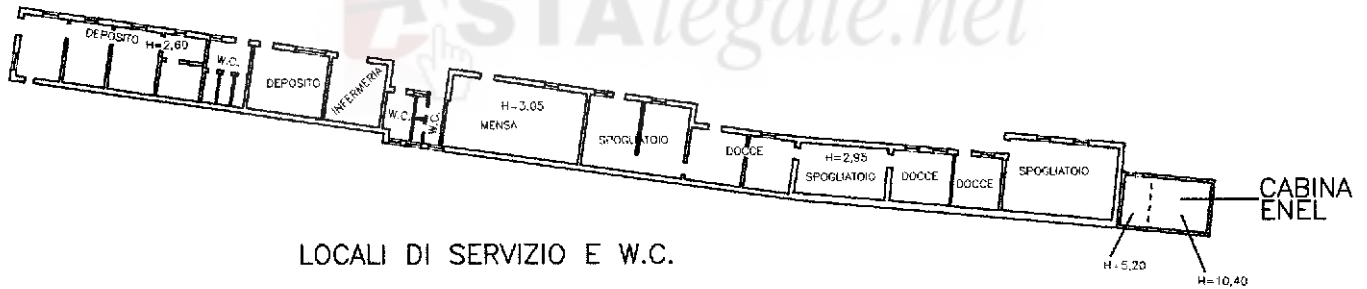 ASTAlegale.net
DEPOSITO
H=2,60
W.C.
DEPOSITO
INFERMERIA
W.C.
W.C.
H=3,05
MENSA
SPOGLIATOIO
DOCCE
H=2,95
SPOGLIATOIO
DOCCE
DOCCE
SPOGLIATOIO
CABINA
ENEL
H=5,20
H=10,40
LOCALI DI SERVIZIO E W.C.